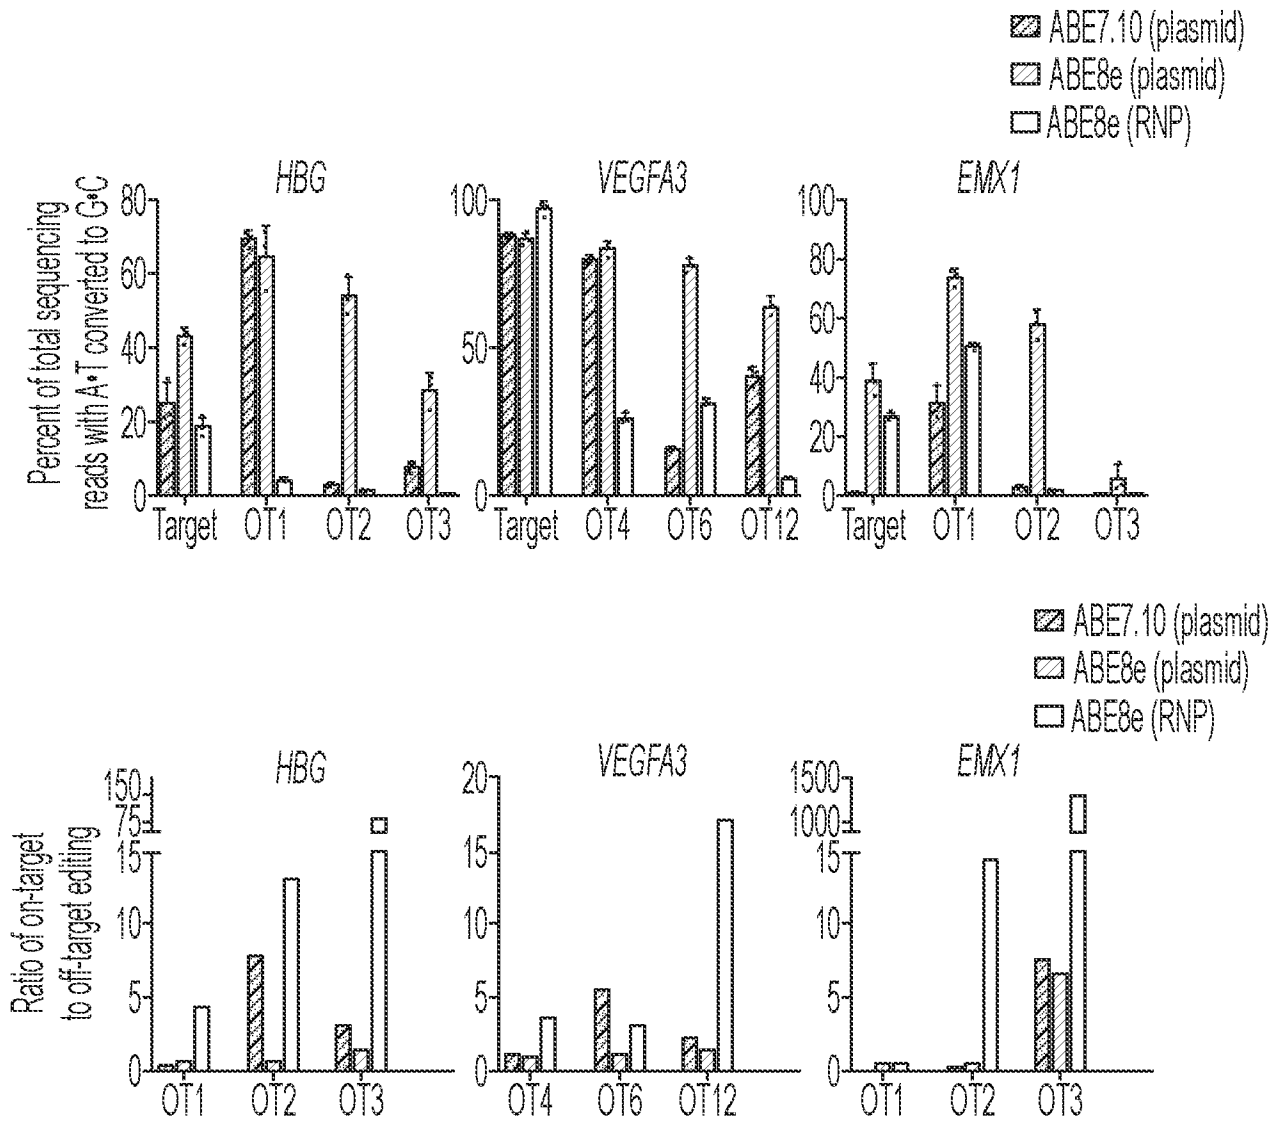 ABE7.10 (plasmid)
ABE8e (plasmid)
ABE8e (RNP)
HBG
VEGFA3
EMX1
Percent of total sequencing
reads with A•T converted to G•C
80
60
40
20
0
Target OT1 OT2 OT3
100
50
0
Target OT4 OT6 OT12
100
80
60
40
20
0
Target OT1 OT2 OT3
ABE7.10 (plasmid)
ABE8e (plasmid)
ABE8e (RNP)
HBG
VEGFA3
EMX1
Ratio of on-target
to off-target editing
150
75
15
10
5
0
OT1 OT2 OT3
20
15
10
5
0
OT4 OT6 OT12
1500
1000
15
10
5
0
OT1 OT2 OT3